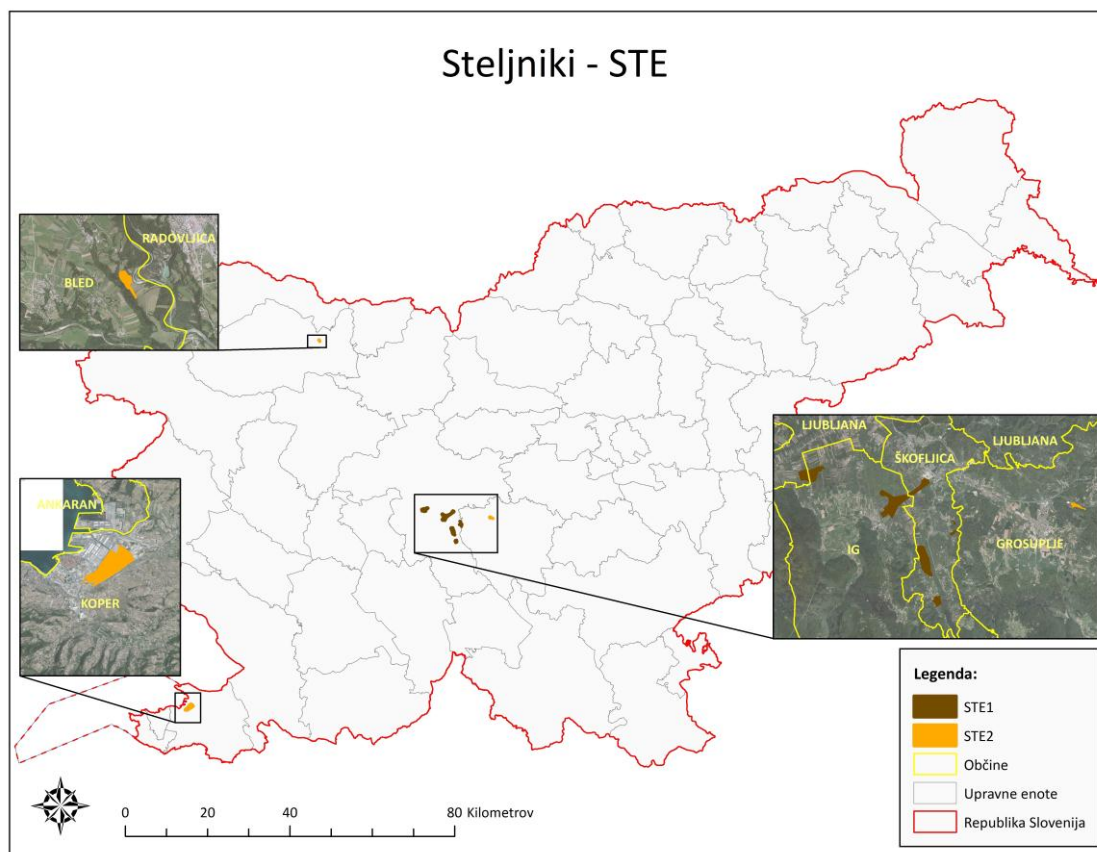 Steljniki - STE
RADOVLJICA
BLED
LJUBLJANA
LJUBLJANA
ŠKOFLJICA
IG
GROSUPLJE
ANKARAN
KOPER
Legenda:
STE1
STE2
Občine
Upravne enote
Republika Slovenija
0 20 40 80 Kilometrov